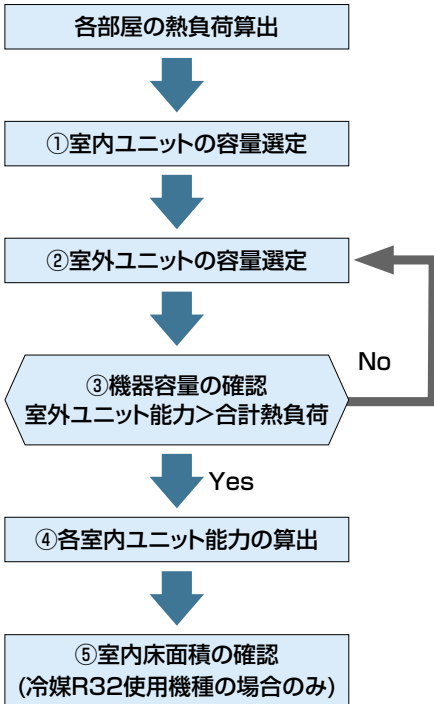 各部屋の熱負荷算出
①室内ユニットの容量選定
②室外ユニットの容量選定
No
③機器容量の確認
室外ユニット能力＞合計熱負荷
Yes
④各室内ユニット能力の算出
⑤室内床面積の確認
(冷媒R32使用機種の場合のみ)